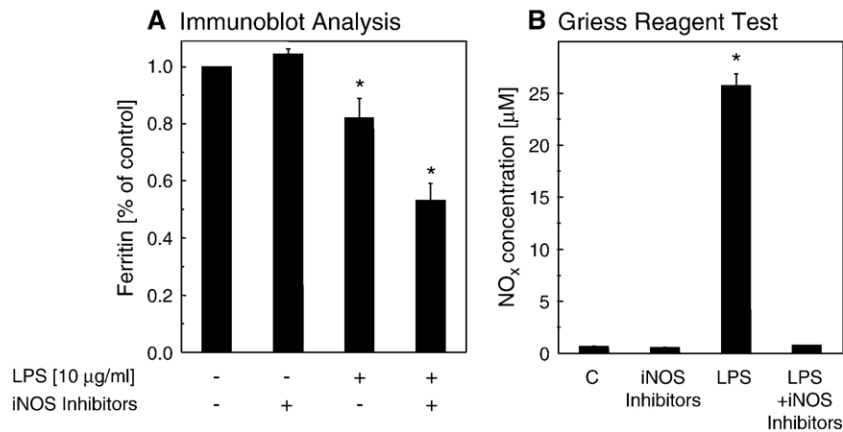 A Immunoblot Analysis
Ferritin [% of control]
1.0
0.8
0.6
0.4
0.2
0.0
*
*
LPS [10 µg/ml] - - + +
iNOS Inhibitors - + - +
B Griess Reagent Test
NOx concentration [µM]
25
20
15
10
5
0
*
C iNOS LPS LPS
Inhibitors +iNOS
Inhibitors